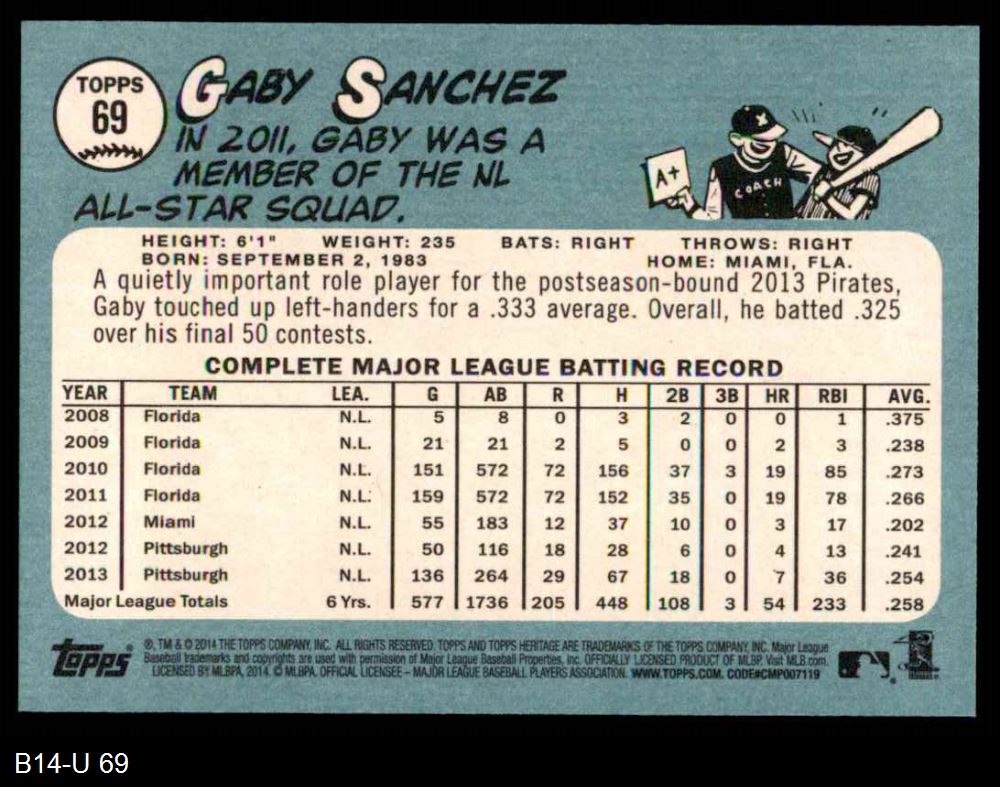 TOPPS
69
GABY SANCHEZ
IN 2011, GABY WAS A
MEMBER OF THE NL
ALL-STAR SQUAD.
A+
COACH
HEIGHT: 6'1" WEIGHT: 235 BATS: RIGHT THROWS: RIGHT
BORN: SEPTEMBER 2, 1983 HOME: MIAMI, FLA.
A quietly important role player for the postseason-bound 2013 Pirates,
Gaby touched up left-handers for a .333 average. Overall, he batted .325
over his final 50 contests.
COMPLETE MAJOR LEAGUE BATTING RECORD
YEAR TEAM LEA. G AB R H 2B 3B HR RBI AVG.
2008 Florida N.L. 5 8 0 3 2 0 0 1 .375
2009 Florida N.L. 21 21 2 5 0 0 2 3 .238
2010 Florida N.L. 151 572 72 156 37 3 19 85 .273
2011 Florida N.L. 159 572 72 152 35 0 19 78 .266
2012 Miami N.L. 55 183 12 37 10 0 3 17 .202
2012 Pittsburgh N.L. 50 116 18 28 6 0 4 13 .241
2013 Pittsburgh N.L. 136 264 29 67 18 0 7 36 .254
Major League Totals 6 Yrs. 577 1736 205 448 108 3 54 233 .258
topps
®, TM & © 2014 THE TOPPS COMPANY, INC. ALL RIGHTS RESERVED. TOPPS AND TOPPS HERITAGE ARE TRADEMARKS OF THE TOPPS COMPANY, INC. Major League
Baseball trademarks and copyrights are used with permission of Major League Baseball Properties, Inc. OFFICIALLY LICENSED PRODUCT OF MLBP Visit MLB.com.
LICENSED BY MLBPA, 2014. © MLBPA. OFFICIAL LICENSEE – MAJOR LEAGUE BASEBALL PLAYERS ASSOCIATION. WWW.TOPPS.COM. CODE#CMP007119
B14-U 69